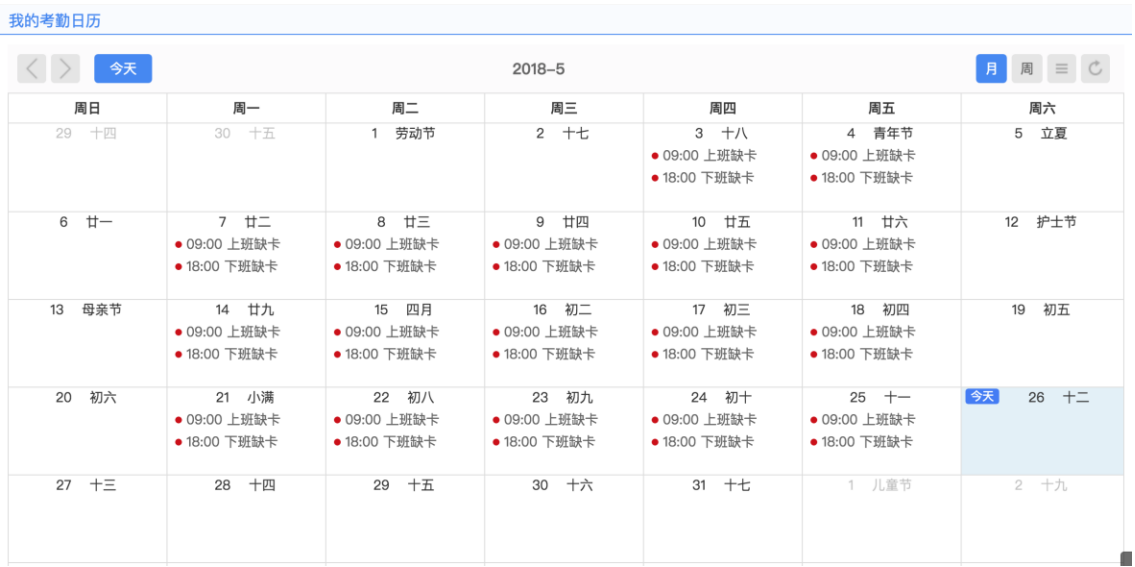 我的考勤日历
今天 2018-5 月 周
周日 周一 周二 周三 周四 周五 周六
29 十四 30 十五 1 劳动节 2 十七 3 十八 4 青年节 5 立夏
09:00 上班缺卡 09:00 上班缺卡
18:00 下班缺卡 18:00 下班缺卡
6 廿一 7 廿二 8 廿三 9 廿四 10 廿五 11 廿六 12 护士节
09:00 上班缺卡 09:00 上班缺卡 09:00 上班缺卡 09:00 上班缺卡 09:00 上班缺卡
18:00 下班缺卡 18:00 下班缺卡 18:00 下班缺卡 18:00 下班缺卡 18:00 下班缺卡
13 母亲节 14 廿九 15 四月 16 初二 17 初三 18 初四 19 初五
09:00 上班缺卡 09:00 上班缺卡 09:00 上班缺卡 09:00 上班缺卡 09:00 上班缺卡
18:00 下班缺卡 18:00 下班缺卡 18:00 下班缺卡 18:00 下班缺卡 18:00 下班缺卡
20 初六 21 小满 22 初八 23 初九 24 初十 25 十一 今天 26 十二
09:00 上班缺卡 09:00 上班缺卡 09:00 上班缺卡 09:00 上班缺卡 09:00 上班缺卡
18:00 下班缺卡 18:00 下班缺卡 18:00 下班缺卡 18:00 下班缺卡 18:00 下班缺卡
27 十三 28 十四 29 十五 30 十六 31 十七 1 儿童节 2 十九